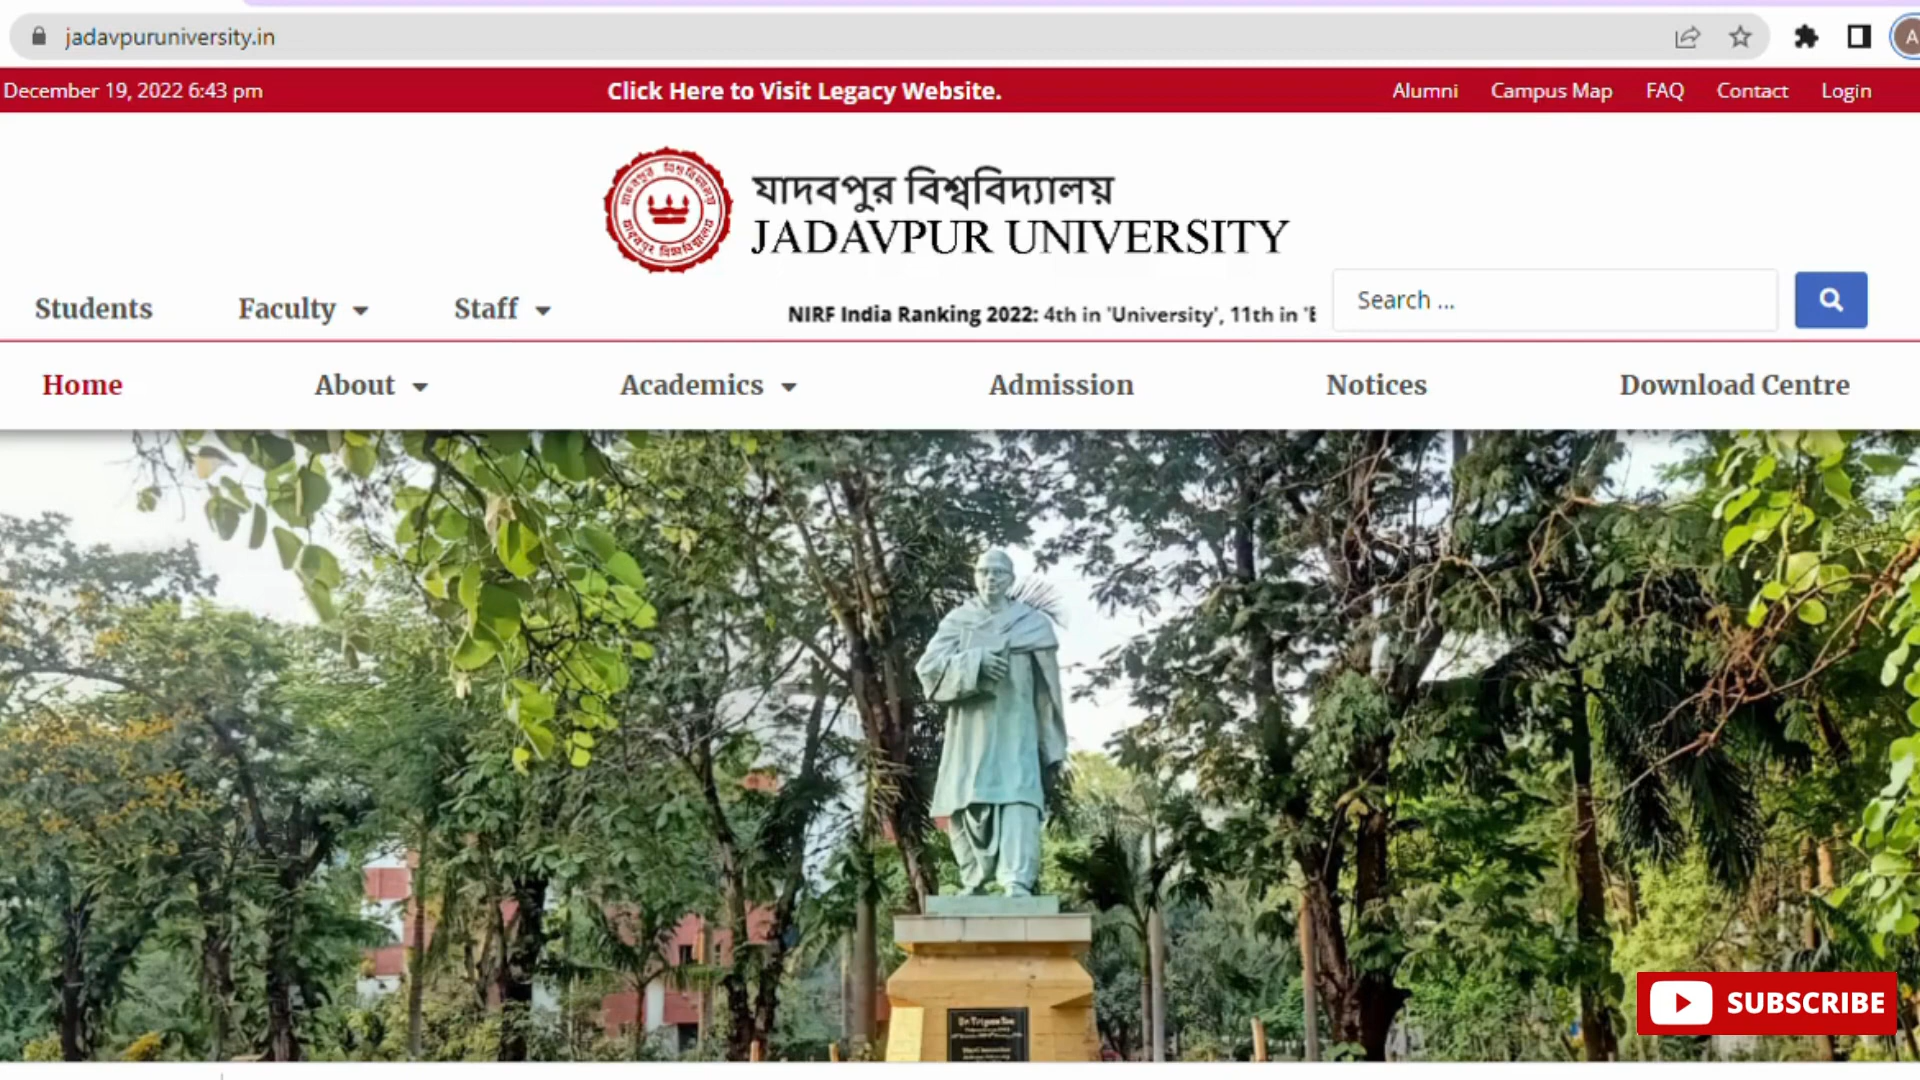 jadavpuruniversity.in
A
December 19, 2022 6:43 pm
Click Here to Visit Legacy Website.
Alumni Campus Map FAQ Contact Login
যাদবপুর বিশ্ববিদ্যালয়
JADAVPUR UNIVERSITY
Students Faculty Staff
NIRF India Ranking 2022: 4th in 'University', 11th in 'E
Search ...
Home About Academics Admission Notices Download Centre
SUBSCRIBE